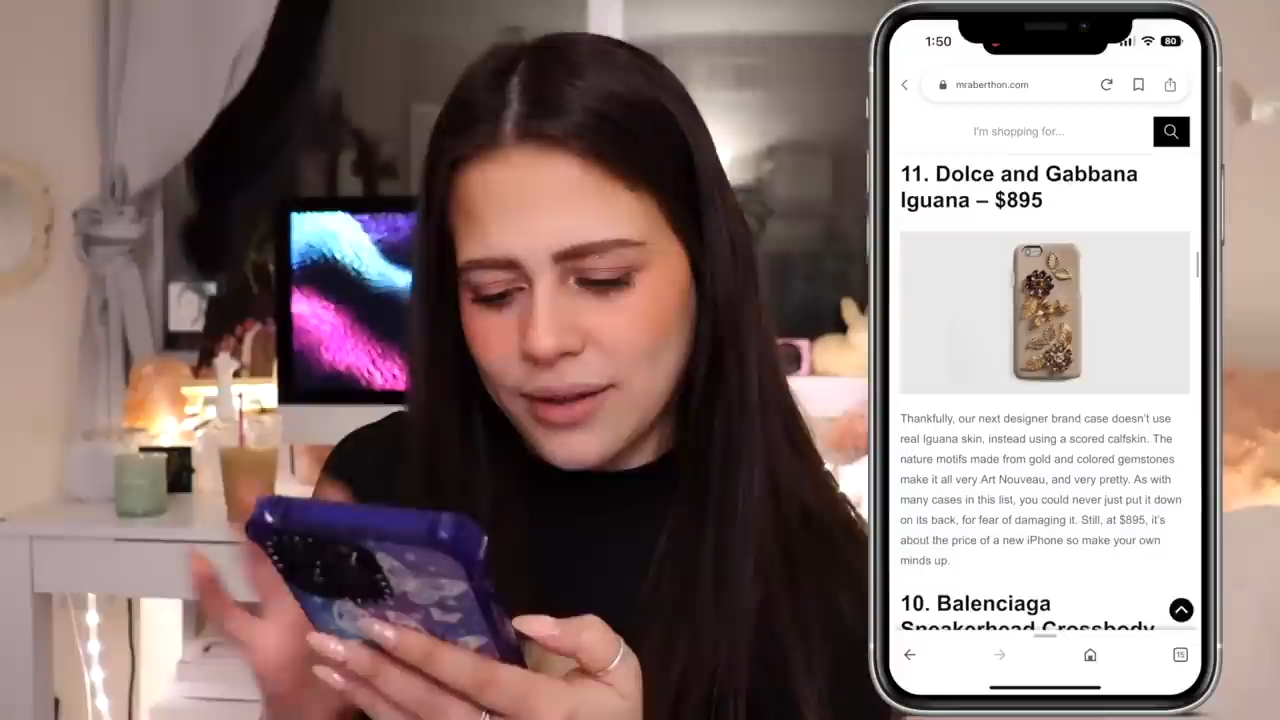 1:50
80
mraberthon.com
I'm shopping for...
11. Dolce and Gabbana
Iguana – $895
Thankfully, our next designer brand case doesn't use
real Iguana skin, instead using a scored calfskin. The
nature motifs made from gold and colored gemstones
make it all very Art Nouveau, and very pretty. As with
many cases in this list, you could never just put it down
on its back, for fear of damaging it. Still, at $895, it's
about the price of a new iPhone so make your own
minds up.
10. Balenciaga
Sneakerhead Crossbody
15